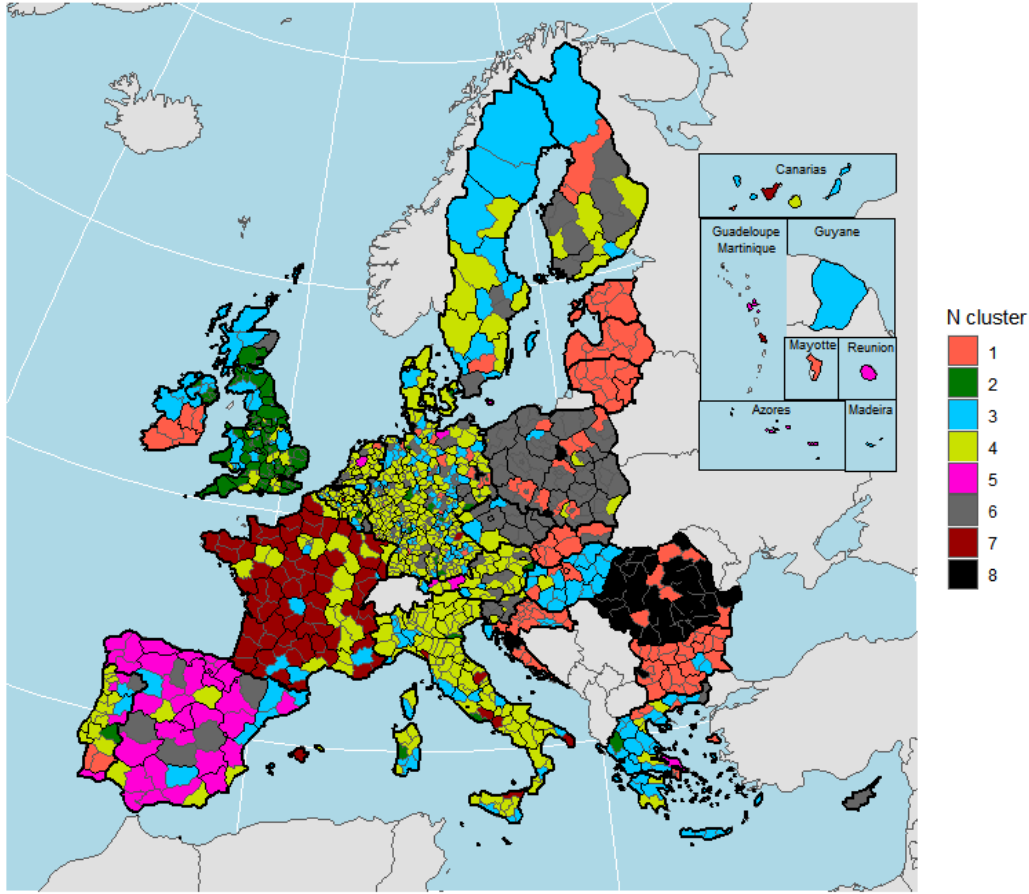 Canarias
Guadeloupe
Martinique
Guyane
Mayotte
Reunion
Azores
Madeira
N cluster
1
2
3
4
5
6
7
8